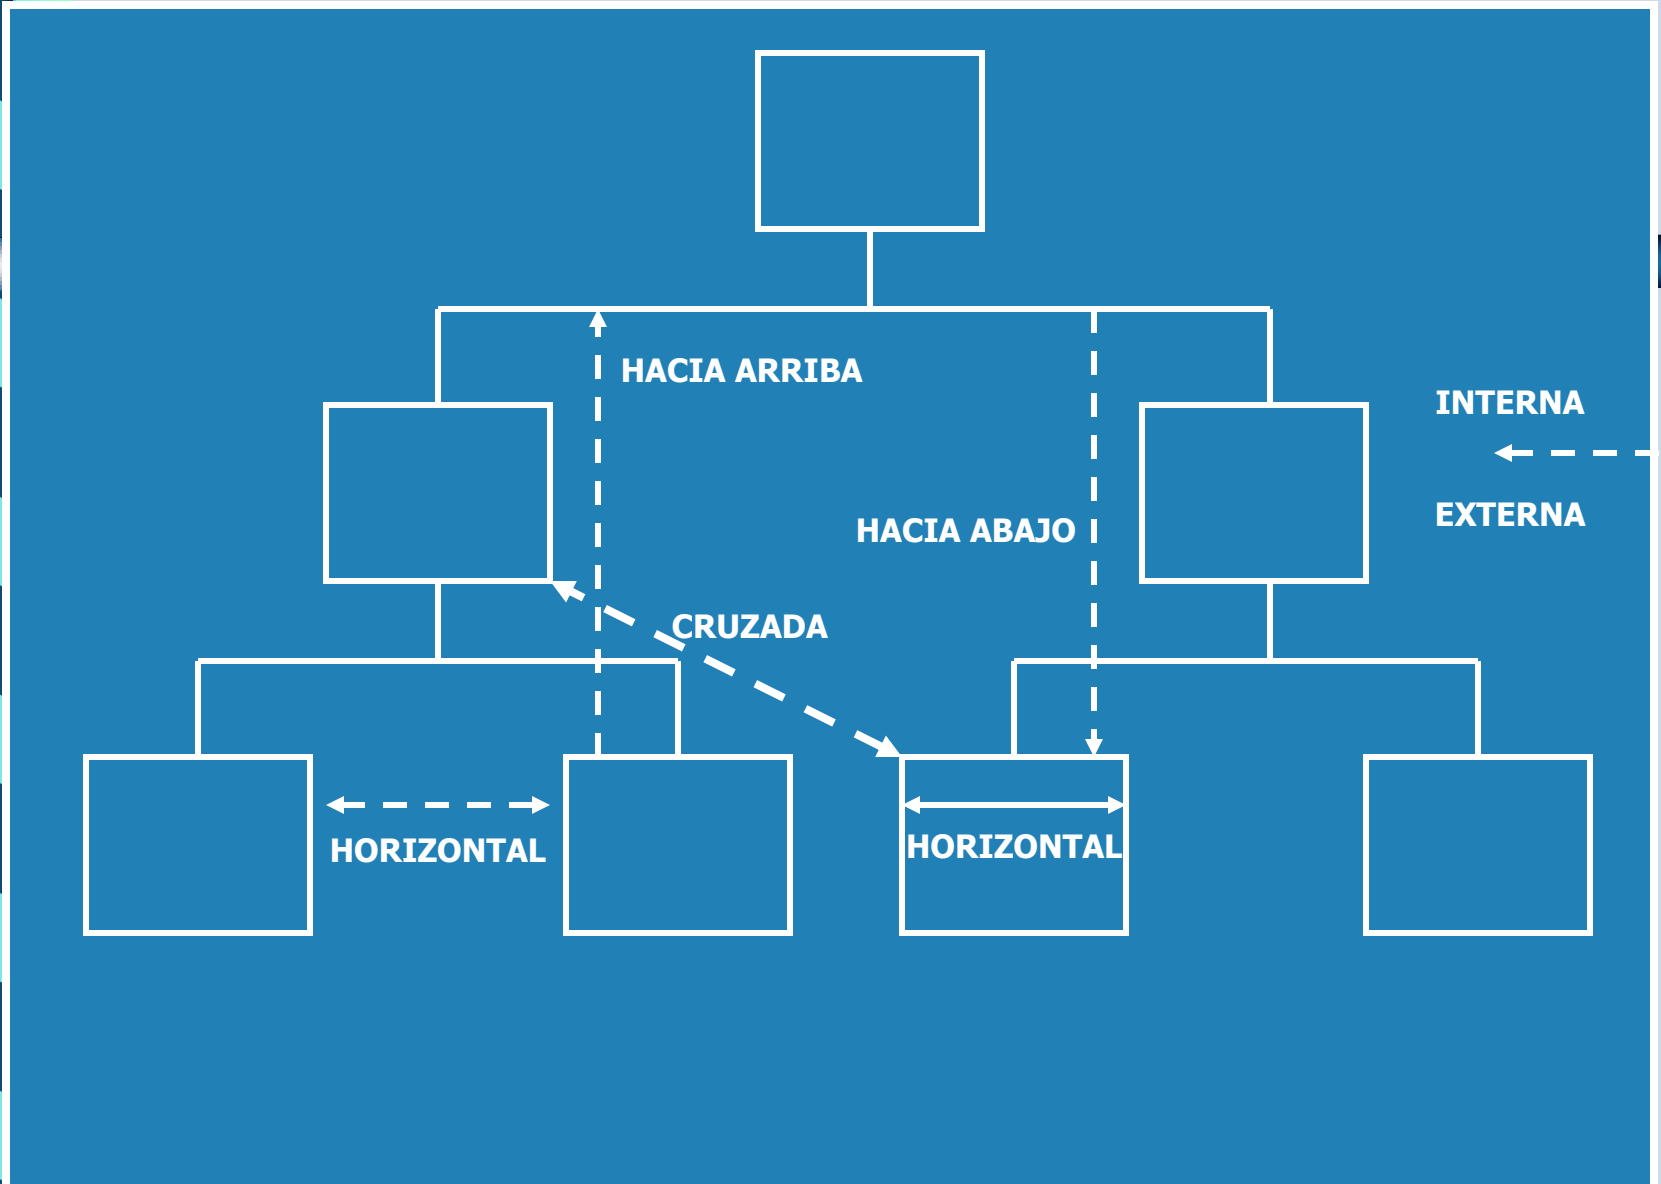 HACIA ARRIBA
INTERNA
EXTERNA
HACIA ABAJO
CRUZADA
HORIZONTAL
HORIZONTAL